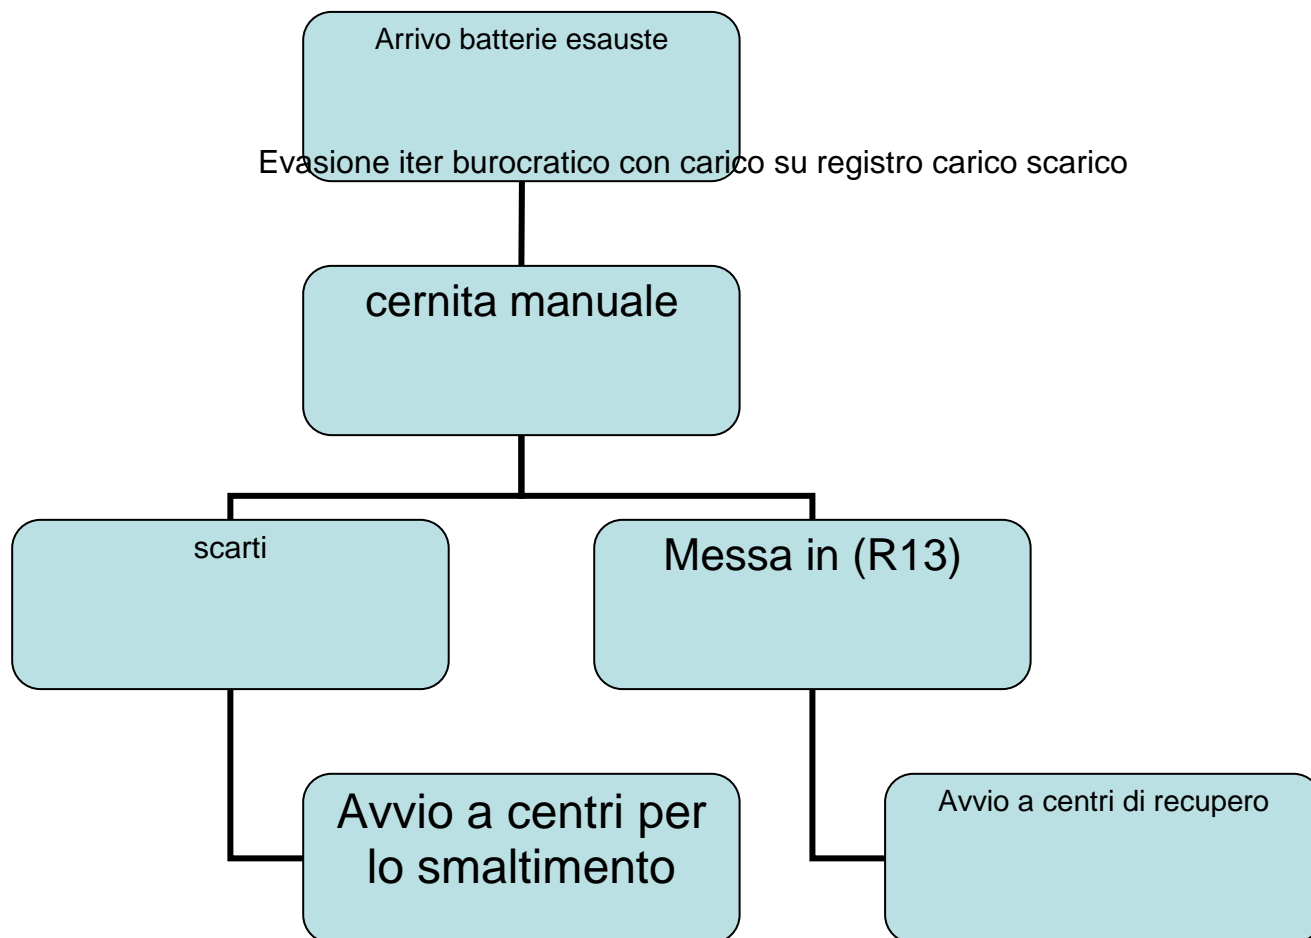 Arrivo batterie esauste
Evasione iter burocratico con carico su registro carico scarico
cernita manuale
scarti
Messa in (R13)
Avvio a centri per
lo smaltimento
Avvio a centri di recupero